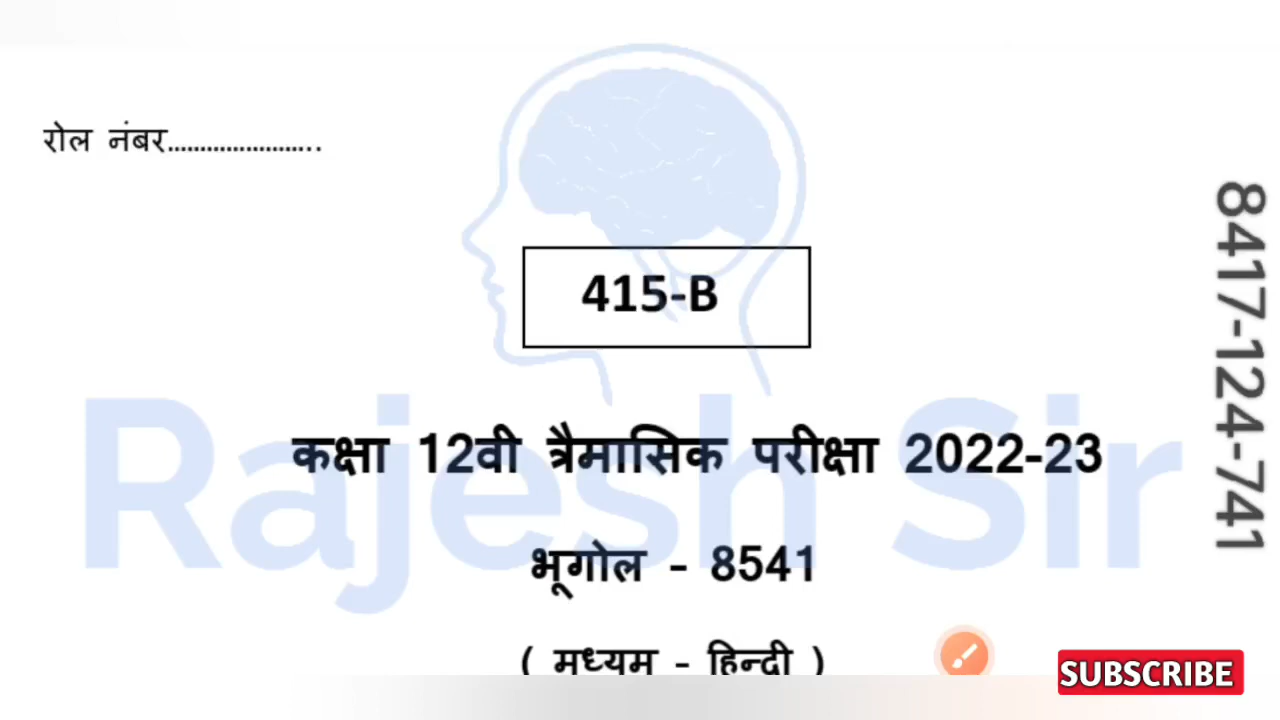 रोल नंबर........................
415-B
Rajesh Sir
कक्षा 12वी त्रैमासिक परीक्षा 2022-23
भूगोल - 8541
( मध्यम - हिन्दी )
SUBSCRIBE
8417-124-741